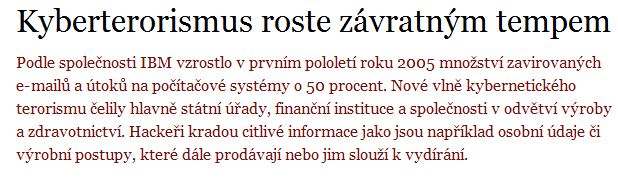 Kyberterorismus roste závratným tempem
Podle společnosti IBM vzrostlo v prvním pololetí roku 2005 množství zavirovaných
e-mailů a útoků na počítačové systémy o 50 procent. Nové vlně kybernetického
terorismu čelily hlavně státní úřady, finanční instituce a společnosti v odvětví výroby
a zdravotnictví. Hackeři kradou citlivé informace jako jsou například osobní údaje či
výrobní postupy, které dále prodávají nebo jim slouží k vydírání.